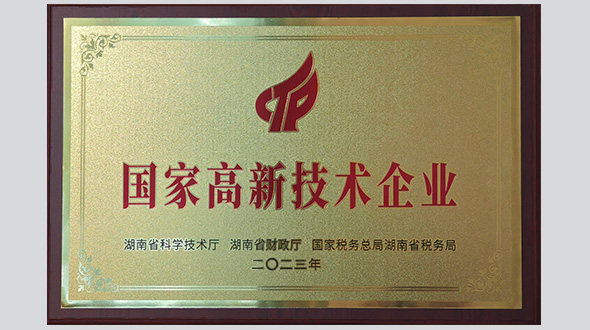 CTP
国家高新技术企业
湖南省科学技术厅 湖南省财政厅 国家税务总局湖南省税务局
二〇二三年